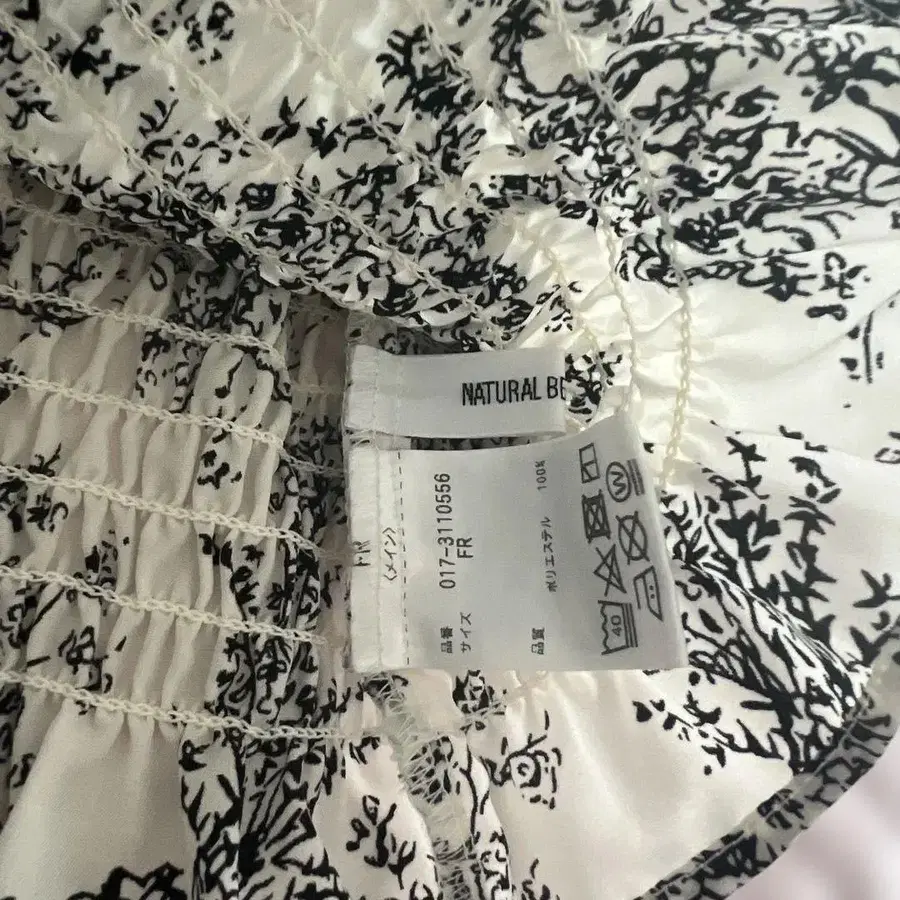 NATURAL BE
FR
〈メイン〉
品番 017-3110556
サイズ FR
品質 ポリエステル 100%
40
W